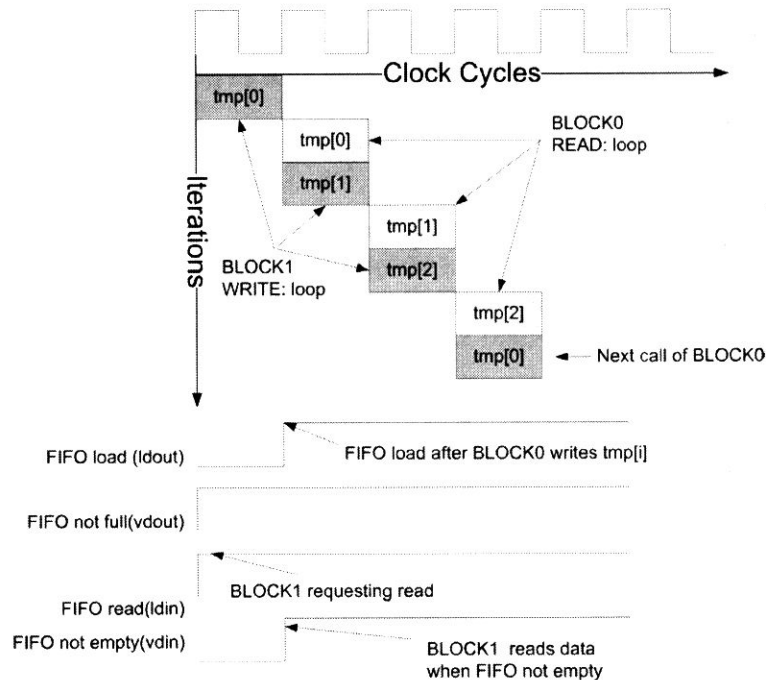 Clock Cycles
Iterations
tmp[0]
tmp[0]
tmp[1]
BLOCK0
READ: loop
tmp[1]
tmp[2]
BLOCK1
WRITE: loop
tmp[2]
tmp[0]
Next call of BLOCK0
FIFO load (ldout)
FIFO load after BLOCK0 writes tmp[i]
FIFO not full(vdout)
BLOCK1 requesting read
FIFO read(ldin)
FIFO not empty(vdin)
BLOCK1 reads data
when FIFO not empty